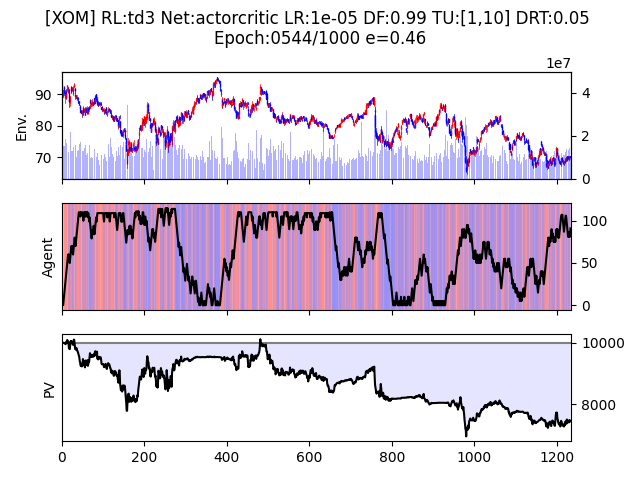 [XOM] RL:td3 Net:actorcritic LR:1e-05 DF:0.99 TU:[1,10] DRT:0.05
Epoch:0544/1000 e=0.46
1e7
90
80
70
Env.
4
2
0
Agent
100
50
0
PV
10000
8000
0 200 400 600 800 1000 1200